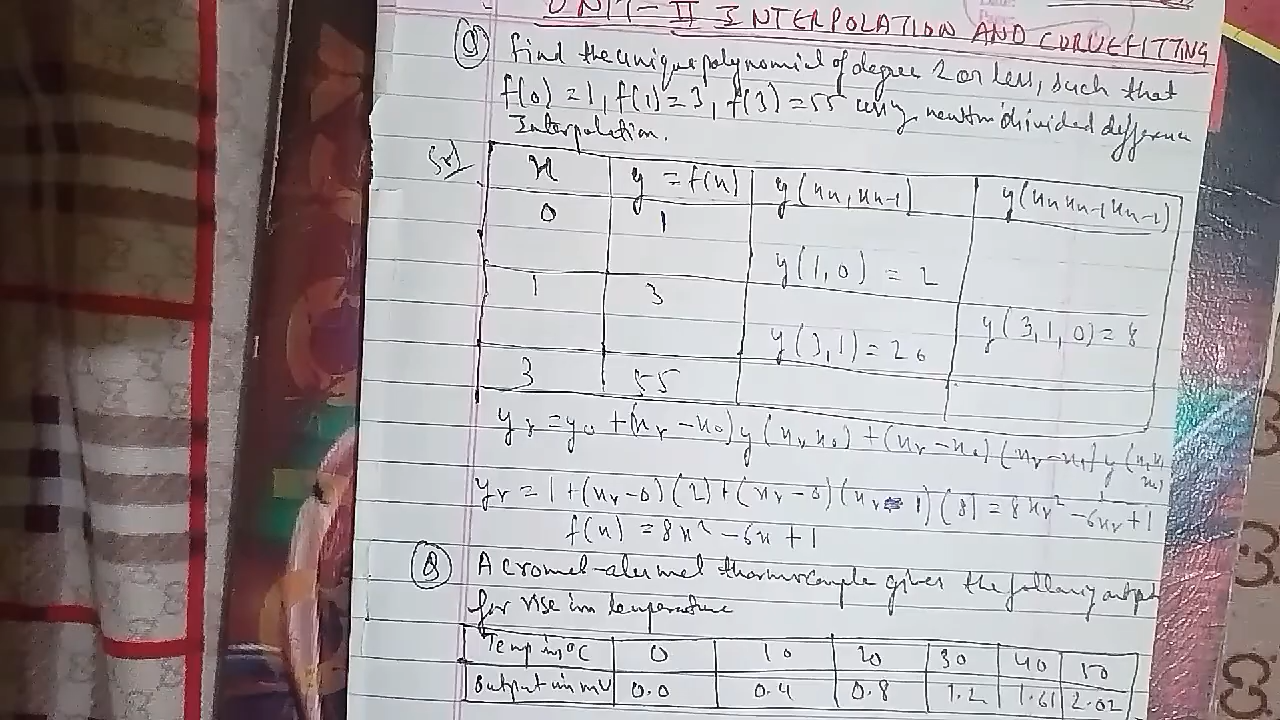 UNIT-II INTERPOLATION AND CURVEFITTING
Q find the unique polynomial of degree 2 or less, such that
f(0) = 1, f(1) = 3, f(3) = 55 using newton divided difference
Interpolation.
Sol
x y = f(x) y(xn, xn-1) y(xn xn-1 xn-2)
0 1
y(1,0) = 2
1 3
y(3,1,0) = 8
y(3,1) = 26
3 55
yr = y0 + (xr - x0) y (x1 x0) + (xr - x0) (xr - x1) y
yr = 1 + (xr - 0) (2) + (xr - 0) (xr - 1) (8) = 8xr² - 6xr + 1
f(x) = 8x² - 6x + 1
Q A cromel-alumel thermocouple gives the following output
for rise in temperature
Temp in °C 0 10 20 30 40 50
Output in mV 0.0 0.4 0.8 1.2 1.61 2.02